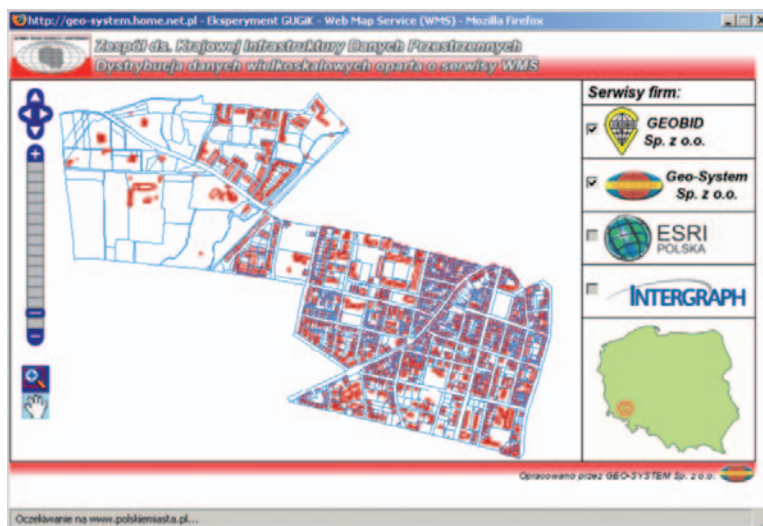 http://geo-system.home.net.pl - Eksperyment GUGiK - Web Map Service (WMS) - Mozilla Firefox
Zespół ds. Krajowej Infrastruktury Danych Przestrzennych
Dystrybucja danych wielkoskalowych oparta o serwisy WMS
Serwisy firm:
GEOBID
Sp. z o.o.
Geo-System
Sp. z o.o.
ESRI
POLSKA
INTERGRAPH
Opracowano przez GEO-SYSTEM Sp. z o.o.
Oczekiwanie na www.polskiemiasta.pl...